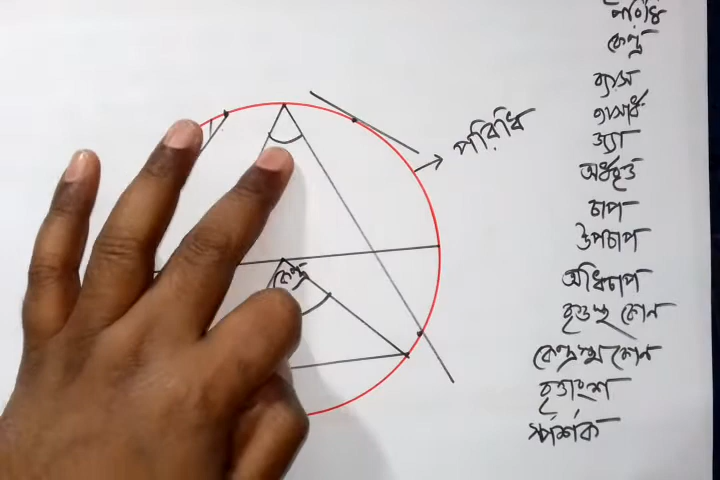 পরিধি
কেন্দ্র
ব্যাস
ব্যাসার্ধ
জ্যা
অর্ধবৃত্ত
চাপ
উপচাপ
অধিচাপ
বৃত্তস্থ কোন
কেন্দ্রস্থ কোন
বৃত্তাংশ
স্পর্শক
পরিধি
কেন্দ্র